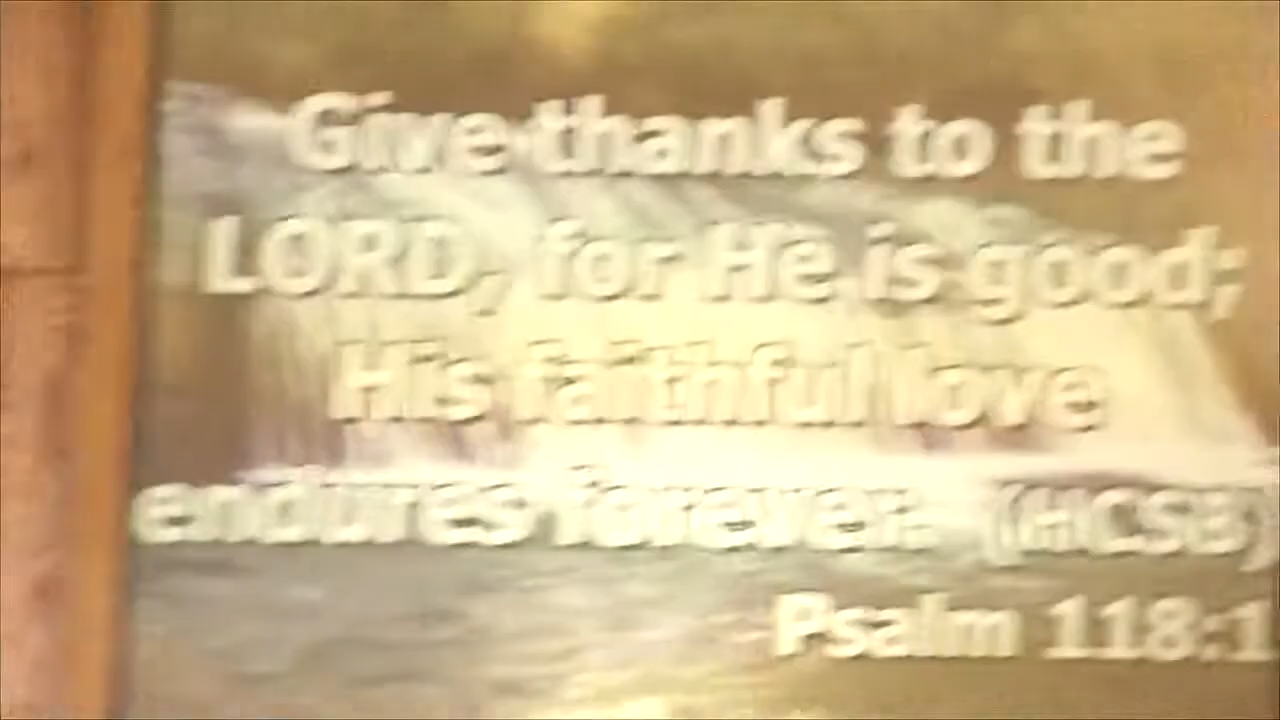 Give thanks to the
LORD, for He is good;
His faithful love
endures forever. (HCSB)
Psalm 118:1